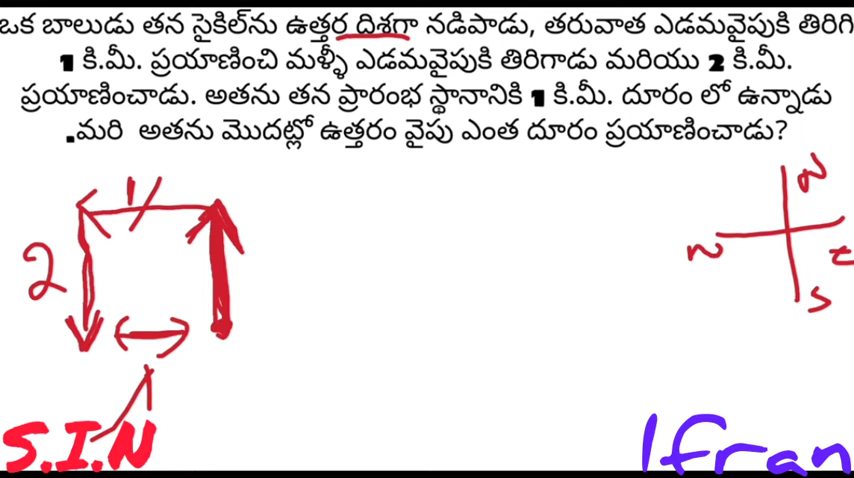 ఒక బాలుడు తన సైకిల్‌ను ఉత్తర దిశగా నడిపాడు, తరువాత ఎడమవైపుకి తిరిగి
1 కి.మీ. ప్రయాణించి మళ్ళీ ఎడమవైపుకి తిరిగాడు మరియు 2 కి.మీ.
ప్రయాణించాడు. అతను తన ప్రారంభ స్థానానికి 1 కి.మీ. దూరం లో ఉన్నాడు
.మరి అతను మొదట్లో ఉత్తరం వైపు ఎంత దూరం ప్రయాణించాడు?
N
1
2
S
S.I.N
Ifran